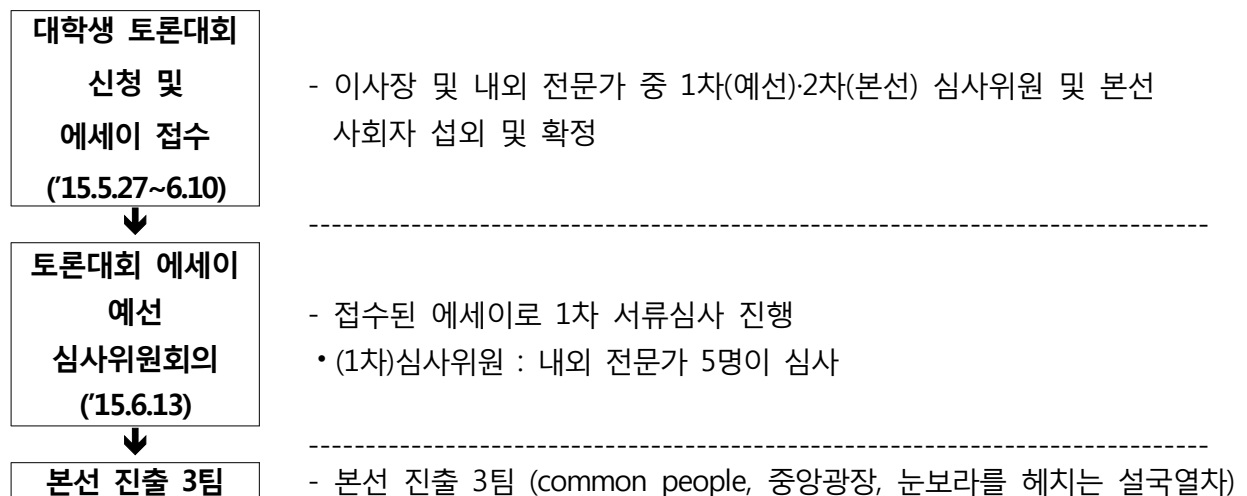 대학생 토론대회
신청 및
에세이 접수
('15.5.27~6.10)
- 이사장 및 내외 전문가 중 1차(예선)·2차(본선) 심사위원 및 본선
사회자 섭외 및 확정
토론대회 에세이
예선
심사위원회의
('15.6.13)
- 접수된 에세이로 1차 서류심사 진행
•(1차)심사위원 : 내외 전문가 5명이 심사
본선 진출 3팀
- 본선 진출 3팀 (common people, 중앙광장, 눈보라를 헤치는 설국열차)